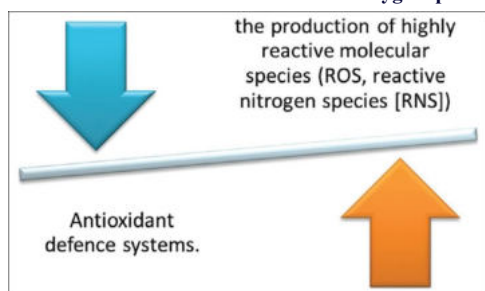 the production of highly
reactive molecular
species (ROS, reactive
nitrogen species [RNS])
Antioxidant
defence systems.